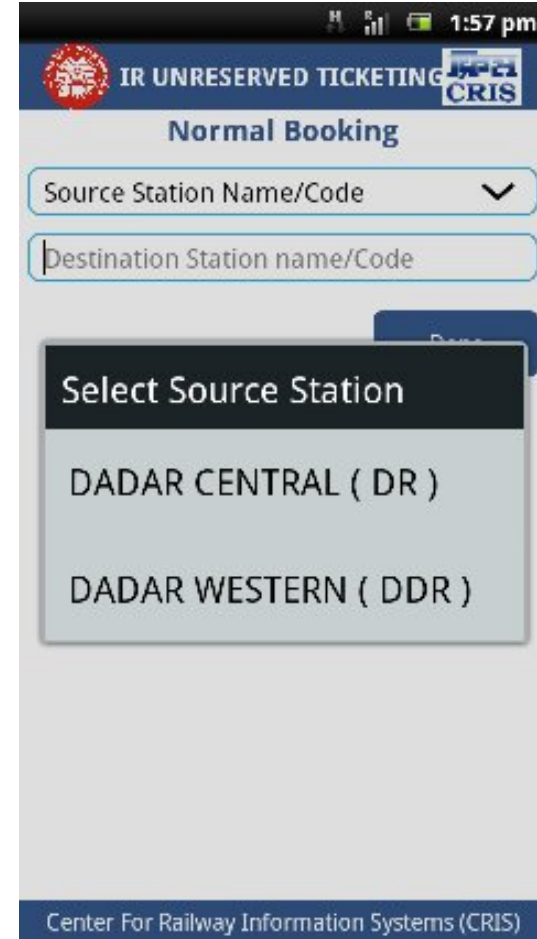 1:57 pm
IR UNRESERVED TICKETING
CRIS
Normal Booking
Source Station Name/Code
Destination Station name/Code
Done
Select Source Station
DADAR CENTRAL ( DR )
DADAR WESTERN ( DDR )
Center For Railway Information Systems (CRIS)